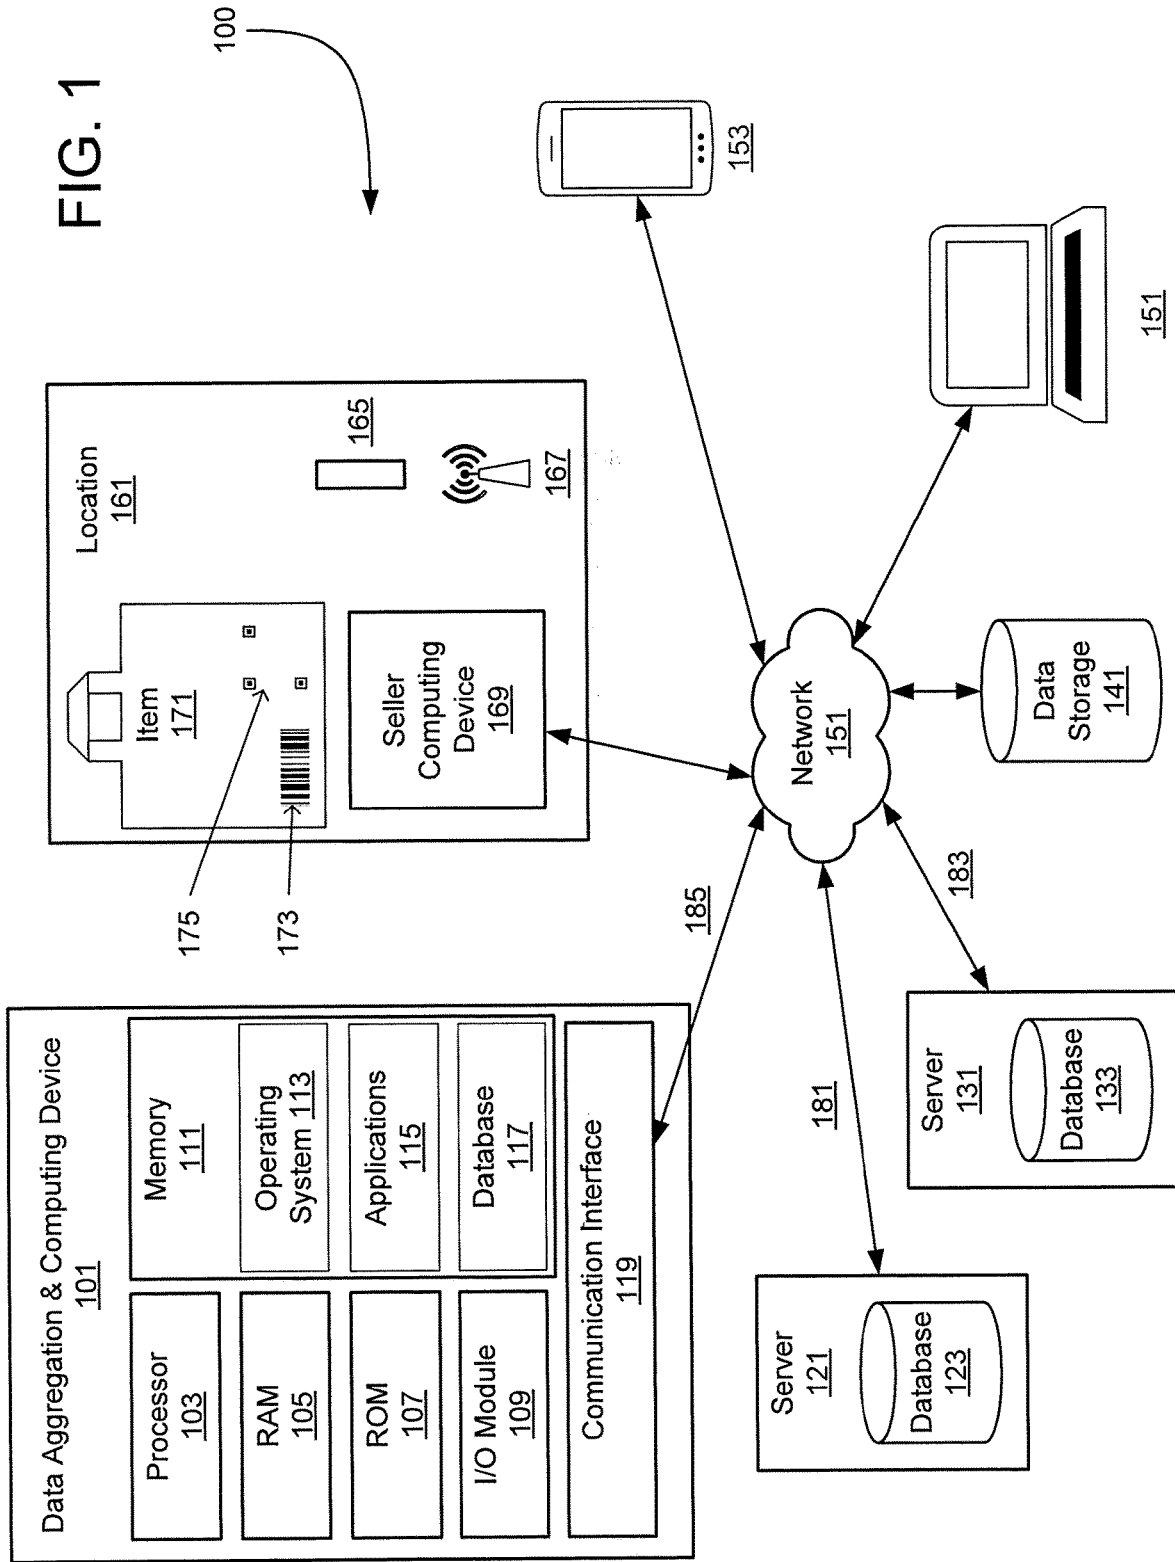 FIG. 1
100
Data Aggregation & Computing Device
101
Processor
103
RAM
105
ROM
107
I/O Module
109
Memory
111
Operating
System 113
Applications
115
Database
117
Communication Interface
119
175
173
Item
171
Location
161
165
167
Seller
Computing
Device
169
185
153
Network
151
181
183
Server
121
Database
123
Server
131
Database
133
Data
Storage
141
151